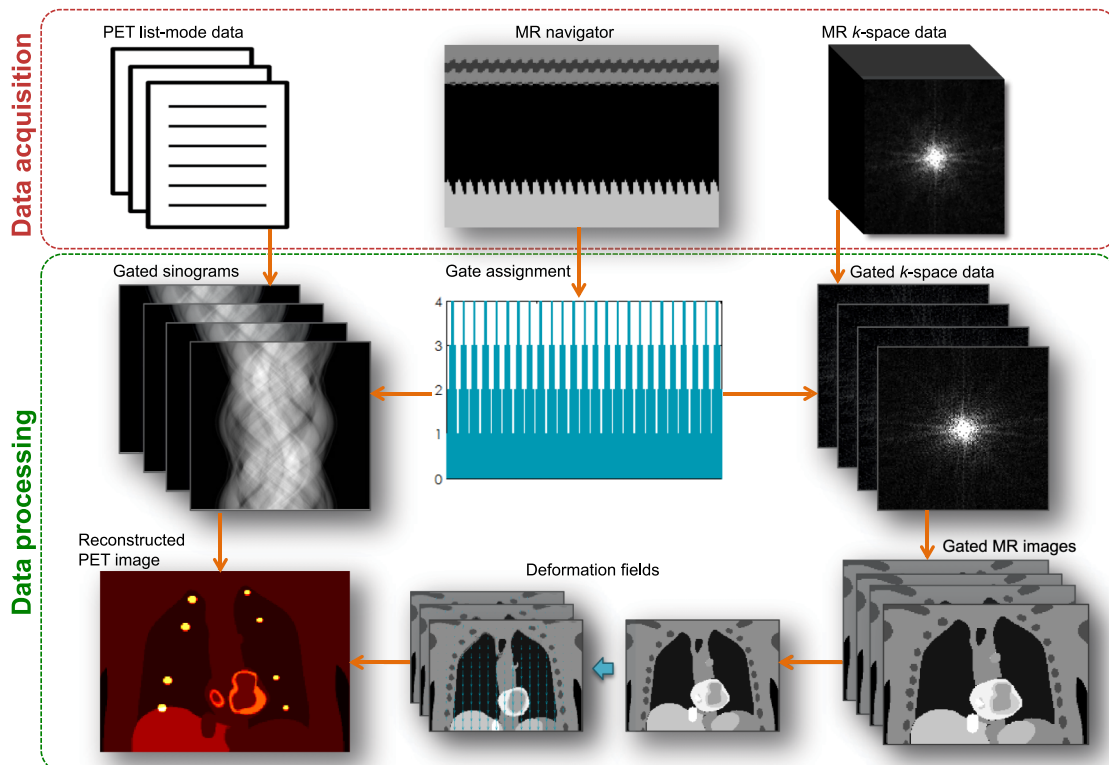 Data acquisition
PET list-mode data
MR navigator
MR k-space data
Data processing
Gated sinograms
Gate assignment
Gated k-space data
4
3
2
1
0
Reconstructed
PET image
Deformation fields
Gated MR images